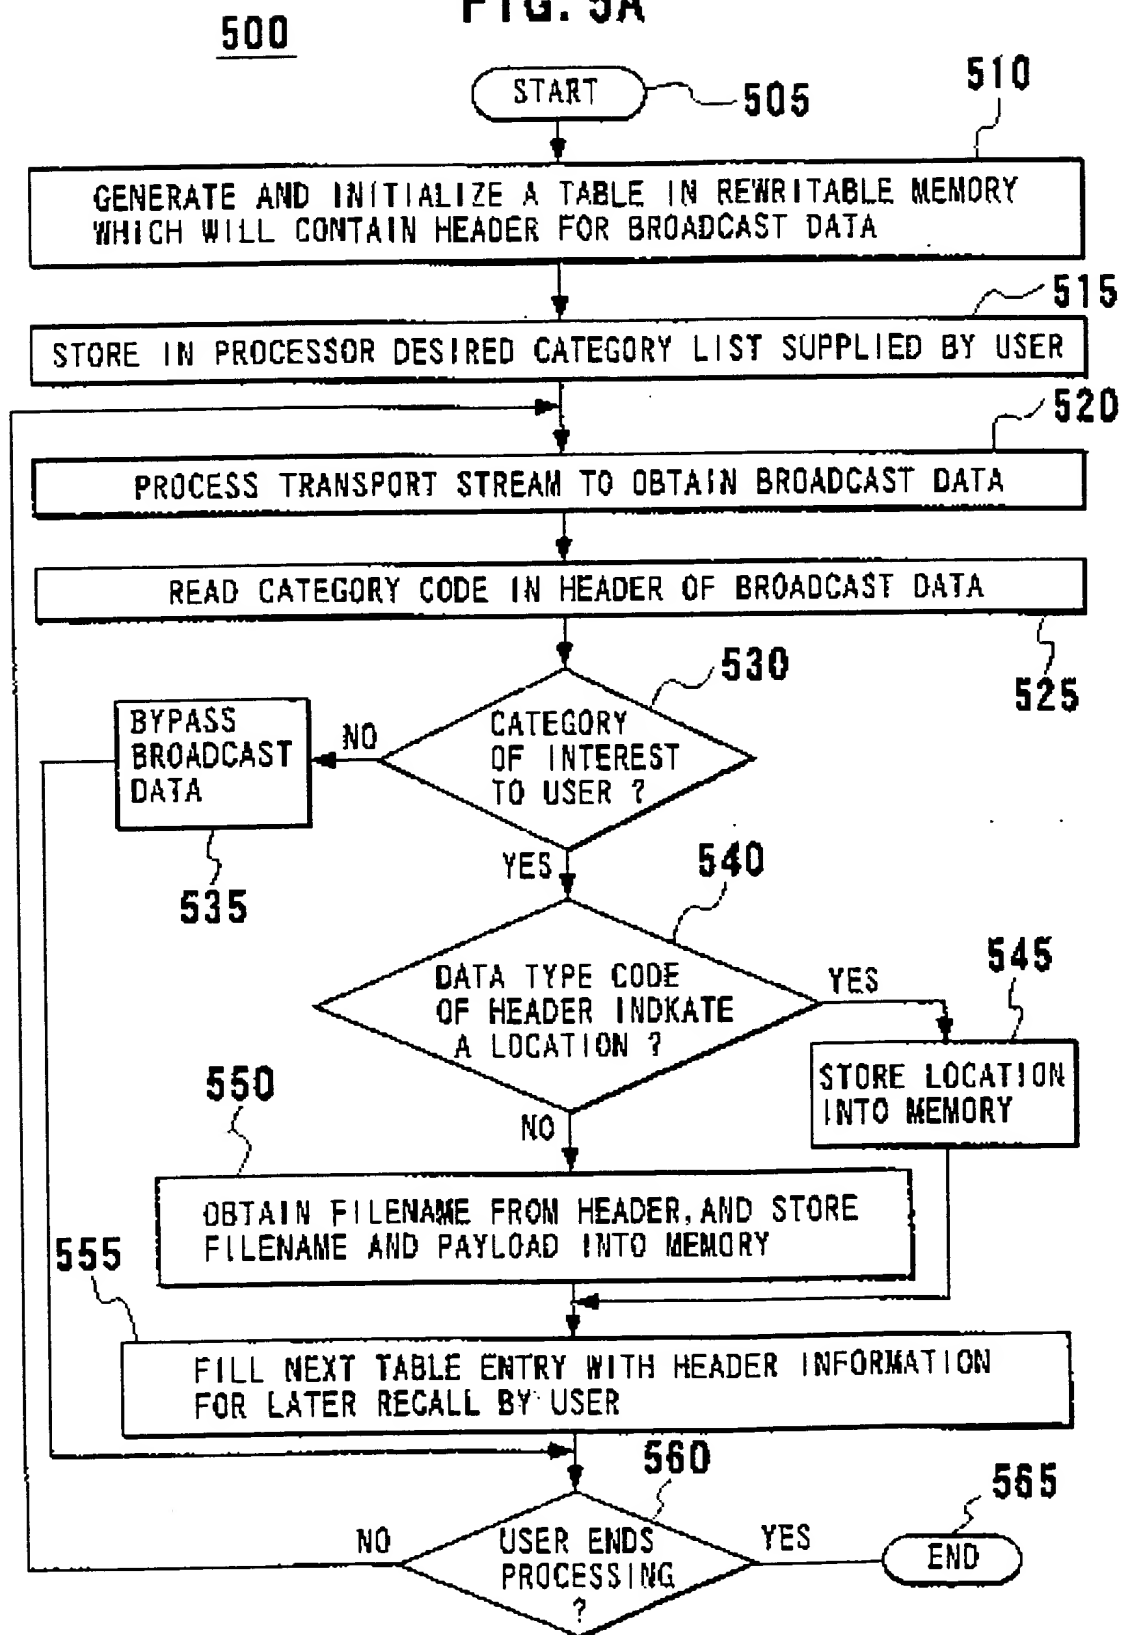 FIG. 5A
500
START
505
510
GENERATE AND INITIALIZE A TABLE IN REWRITABLE MEMORY
WHICH WILL CONTAIN HEADER FOR BROADCAST DATA
515
STORE IN PROCESSOR DESIRED CATEGORY LIST SUPPLIED BY USER
520
PROCESS TRANSPORT STREAM TO OBTAIN BROADCAST DATA
READ CATEGORY CODE IN HEADER OF BROADCAST DATA
525
530
CATEGORY
OF INTEREST
TO USER ?
NO
BYPASS
BROADCAST
DATA
535
YES
540
DATA TYPE CODE
OF HEADER INDKATE
A LOCATION ?
YES
545
STORE LOCATION
INTO MEMORY
NO
550
OBTAIN FILENAME FROM HEADER, AND STORE
FILENAME AND PAYLOAD INTO MEMORY
555
FILL NEXT TABLE ENTRY WITH HEADER INFORMATION
FOR LATER RECALL BY USER
560
USER ENDS
PROCESSING
?
NO
YES
565
END